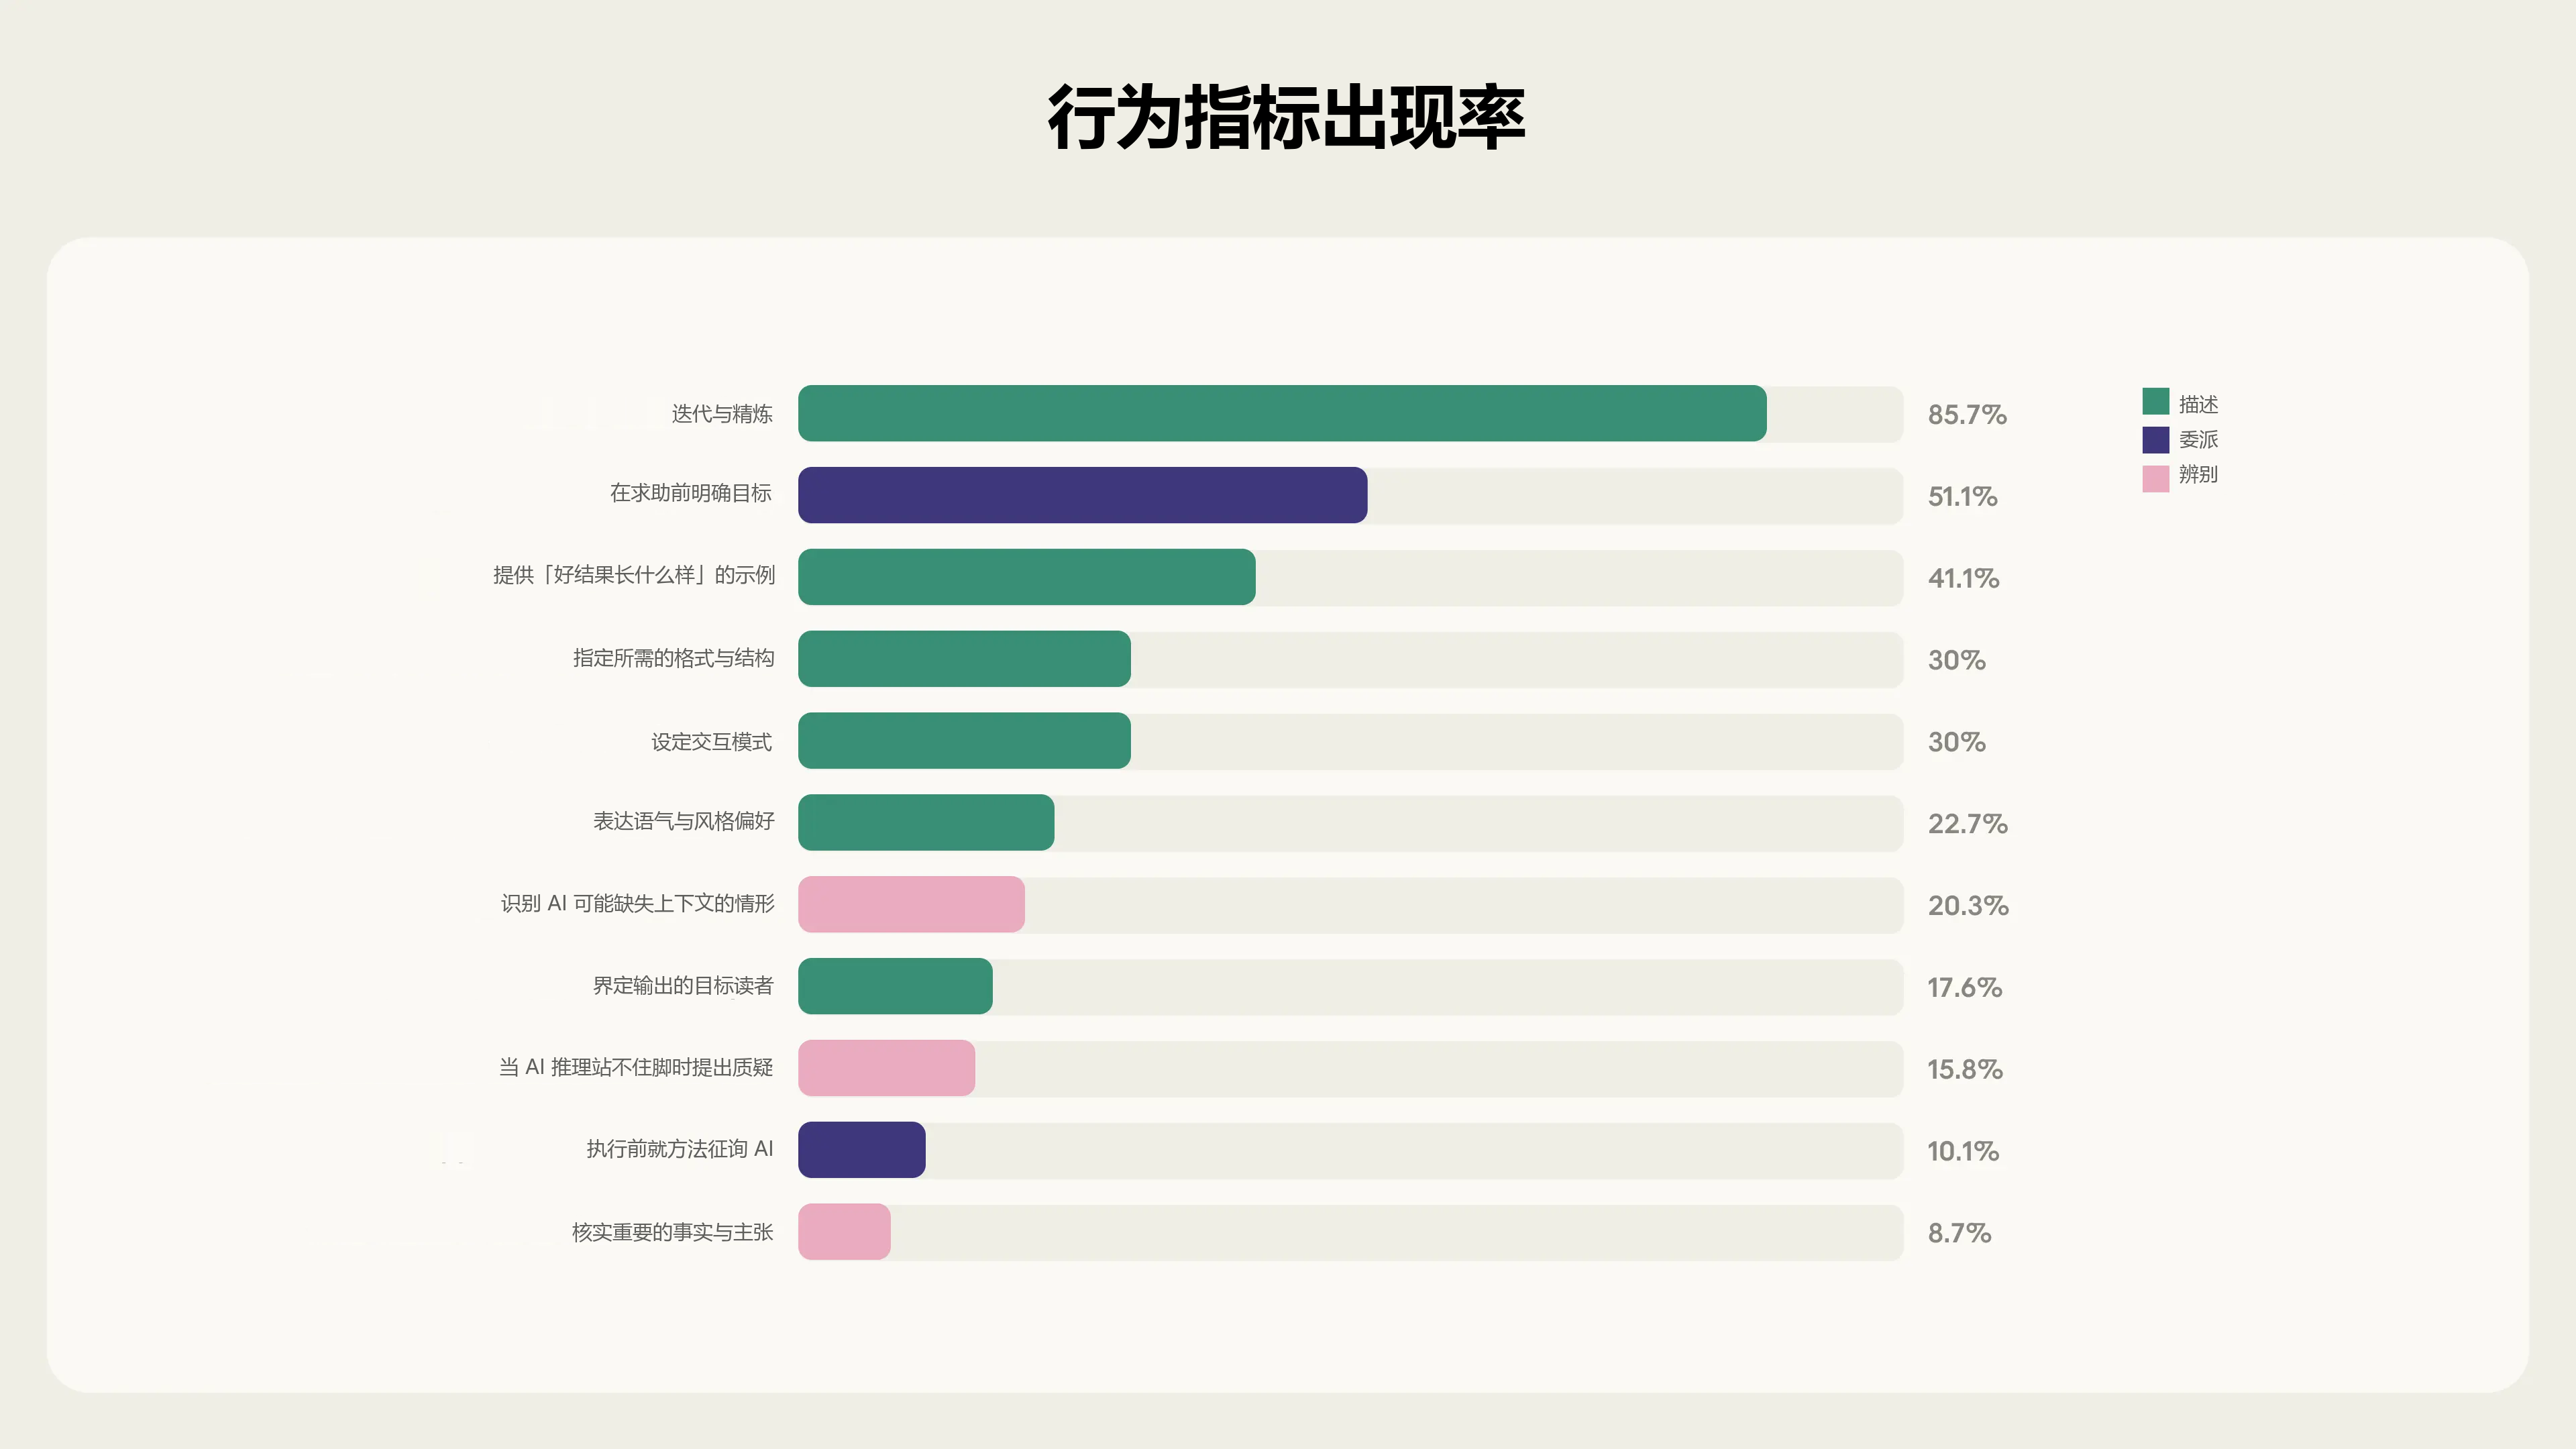 行为指标出现率
迭代与精炼 85.7%
在求助前明确目标 51.1%
提供「好结果长什么样」的示例 41.1%
指定所需的格式与结构 30%
设定交互模式 30%
表达语气与风格偏好 22.7%
识别 AI 可能缺失上下文的情形 20.3%
界定输出的目标读者 17.6%
当 AI 推理站不住脚时提出质疑 15.8%
执行前就方法征询 AI 10.1%
核实重要的事实与主张 8.7%
描述
委派
辨别